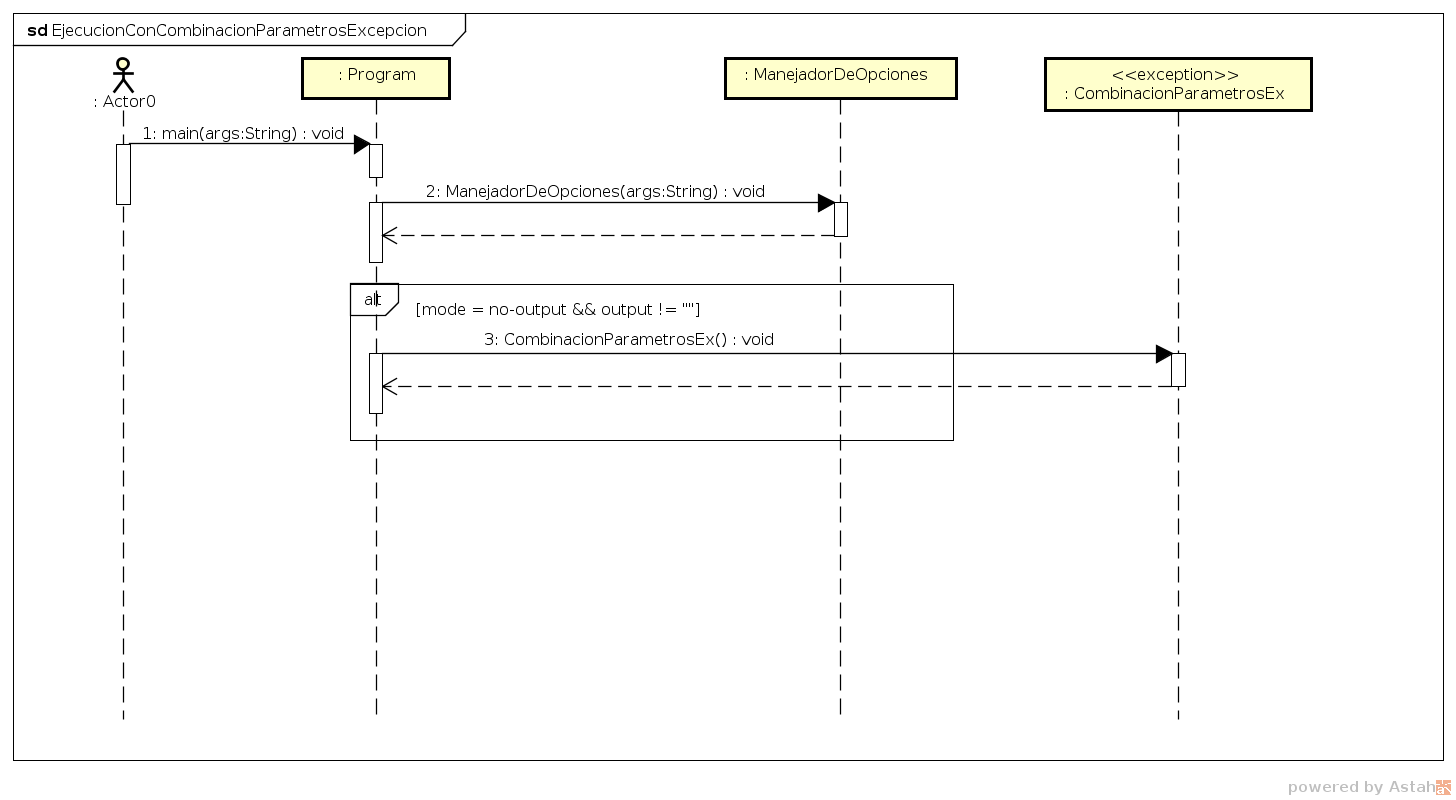 sd EjecucionConCombinacionParametrosExcepcion
: Actor0
: Program
: ManejadorDeOpciones
<<exception>>
: CombinacionParametrosEx
1: main(args:String) : void
2: ManejadorDeOpciones(args:String) : void
alt
[mode = no-output && output != ""]
3: CombinacionParametrosEx() : void
powered by Astah